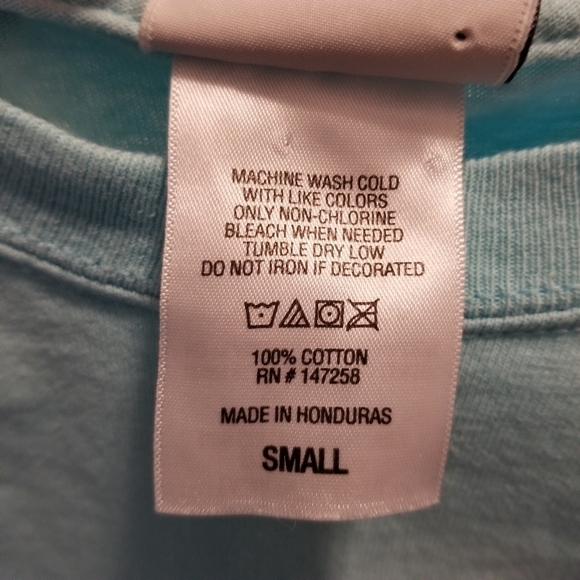 MACHINE WASH COLD
WITH LIKE COLORS
ONLY NON-CHLORINE
BLEACH WHEN NEEDED
TUMBLE DRY LOW
DO NOT IRON IF DECORATED
100% COTTON
RN # 147258
MADE IN HONDURAS
SMALL